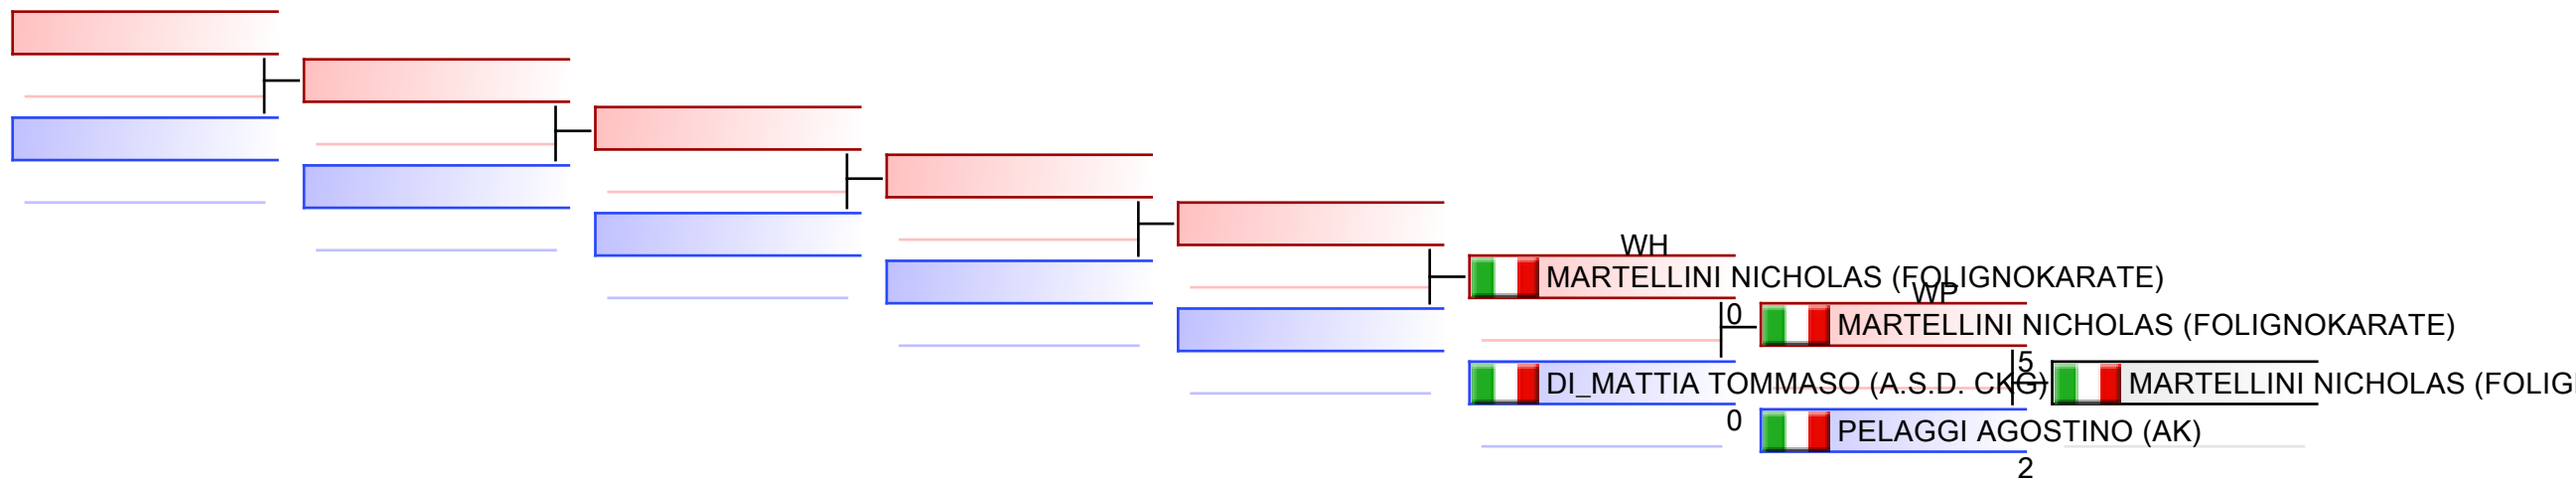 WH
MARTELLINI NICHOLAS (FOLIGNOKARATE)
0
DI_MATTIA TOMMASO (A.S.D. CKG)
0
WP
MARTELLINI NICHOLAS (FOLIGNOKARATE)
5
PELAGGI AGOSTINO (AK)
2
MARTELLINI NICHOLAS (FOLIG